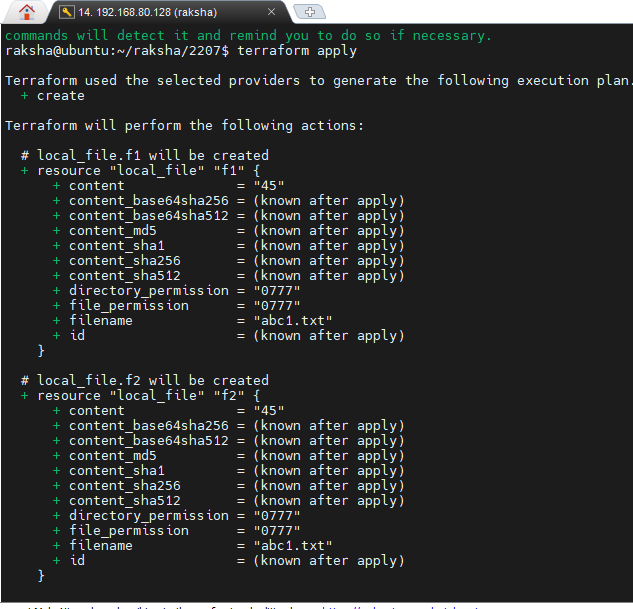 14. 192.168.80.128 (raksha)
commands will detect it and remind you to do so if necessary.
raksha@ubuntu:~/raksha/2207$ terraform apply
Terraform used the selected providers to generate the following execution plan.
+ create
Terraform will perform the following actions:
# local_file.f1 will be created
+ resource "local_file" "f1" {
+ content = "45"
+ content_base64sha256 = (known after apply)
+ content_base64sha512 = (known after apply)
+ content_md5 = (known after apply)
+ content_sha1 = (known after apply)
+ content_sha256 = (known after apply)
+ content_sha512 = (known after apply)
+ directory_permission = "0777"
+ file_permission = "0777"
+ filename = "abc1.txt"
+ id = (known after apply)
}
# local_file.f2 will be created
+ resource "local_file" "f2" {
+ content = "45"
+ content_base64sha256 = (known after apply)
+ content_base64sha512 = (known after apply)
+ content_md5 = (known after apply)
+ content_sha1 = (known after apply)
+ content_sha256 = (known after apply)
+ content_sha512 = (known after apply)
+ directory_permission = "0777"
+ file_permission = "0777"
+ filename = "abc1.txt"
+ id = (known after apply)
}